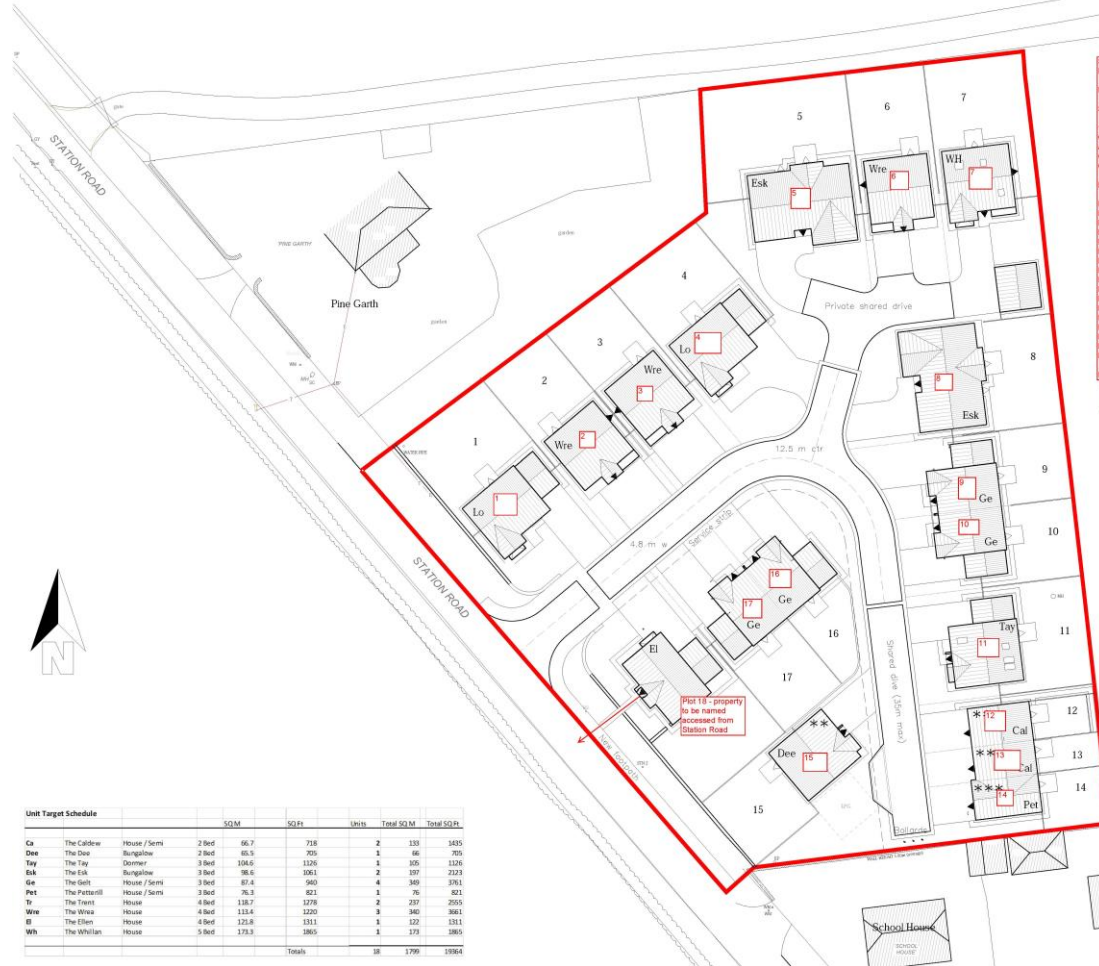 STATION ROAD
'PINE GARTH'
Pine Garth
garden
garden
5
6
7
Esk
5
Wre
6
WH
7
Private shared drive
4
3
2
1
Lo
4
Wre
3
Wre
2
Lo
1
8
Esk
8
12.5 m ctr
Service strip
4.8 m w
9
Ge
9
10
Ge
10
STATION ROAD
N
16
Ge
17
Ge
16
17
El
Tay
11
11
Shared dive (35m max)
Plot 18 - property
to be named
accessed from
Station Road
New footpath
Dee
**
15
15
** 12
Cal
12
** 13
Cal
13
*** 14
Pet
14
Bollards
School House
SCHOOL
HOUSE
Unit Target Schedule
SQ M SQ Ft Units Total SQ M Total SQ Ft
Ca The Caldew House / Semi 2 Bed 66.7 718 2 133 1435
Dee The Dee Bungalow 2 Bed 65.5 705 1 66 705
Tay The Tay Dormer 3 Bed 104.6 1126 1 105 1126
Esk The Esk Bungalow 3 Bed 98.6 1061 2 197 2123
Ge The Gelt House / Semi 3 Bed 87.4 940 4 349 3761
Pet The Petterill House / Semi 3 Bed 76.3 821 1 76 821
Tr The Trent House 4 Bed 118.7 1278 2 237 2555
Wre The Wrea House 4 Bed 113.4 1220 3 340 3661
El The Ellen House 4 Bed 121.8 1311 1 122 1311
Wh The Whillan House 5 Bed 173.3 1865 1 173 1865
Totals 18 1799 19364